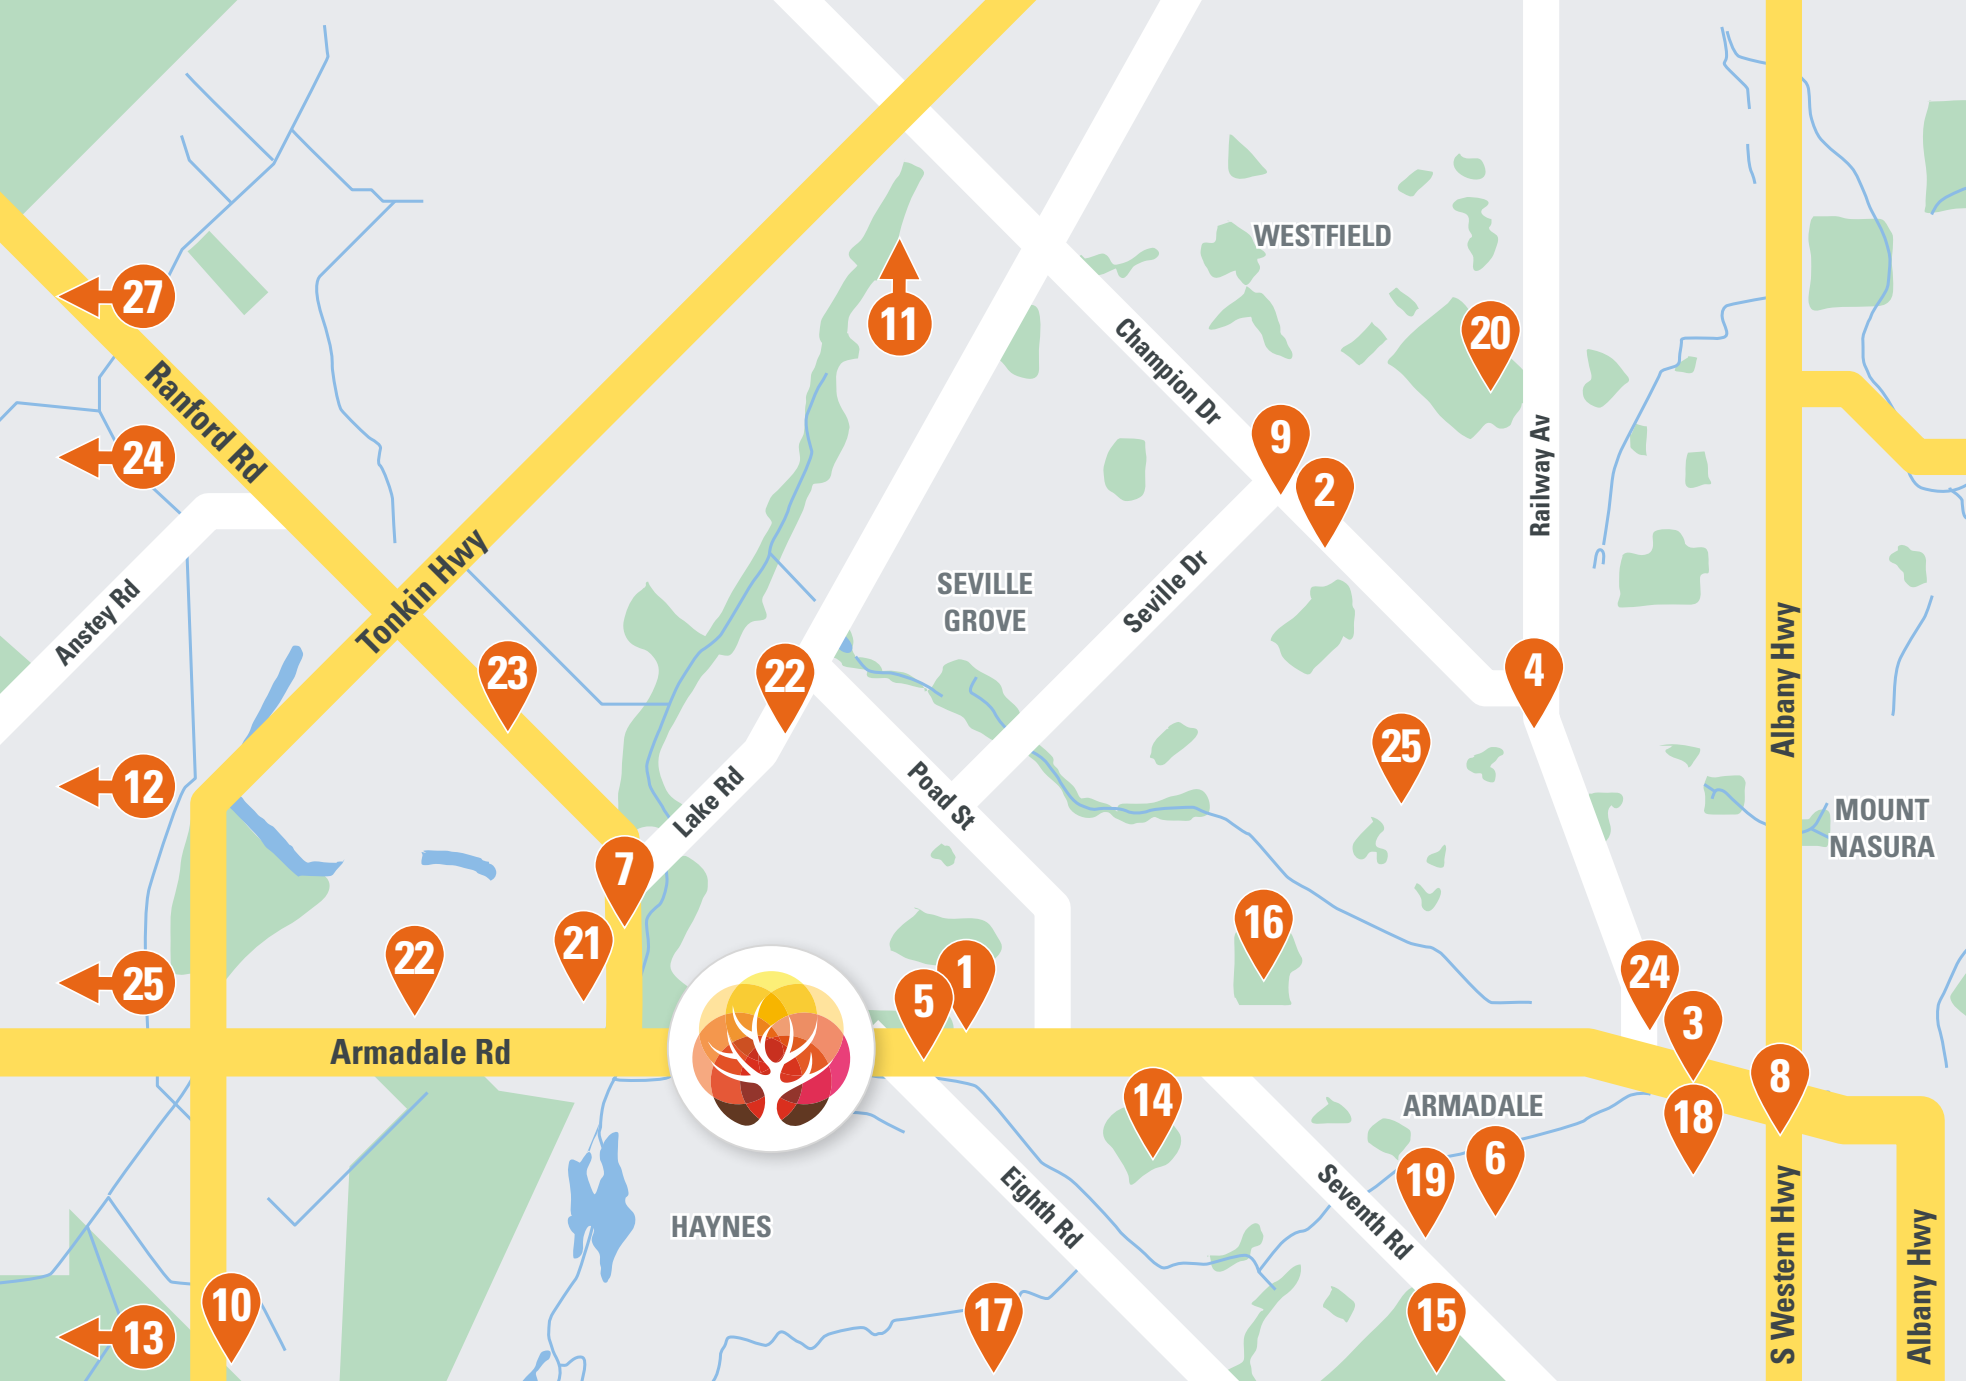 WESTFIELD
27
11
Champion Dr
20
Ranford Rd
24
9
Railway Av
2
Tonkin Hwy
Anstey Rd
SEVILLE
GROVE
Seville Dr
23
22
4
Albany Hwy
25
12
Lake Rd
Poad St
MOUNT
NASURA
7
16
21
22
1
24
25
5
3
Armadale Rd
8
14
ARMADALE
18
6
19
Eighth Rd
Seventh Rd
HAYNES
S Western Hwy
Albany Hwy
10
17
15
13